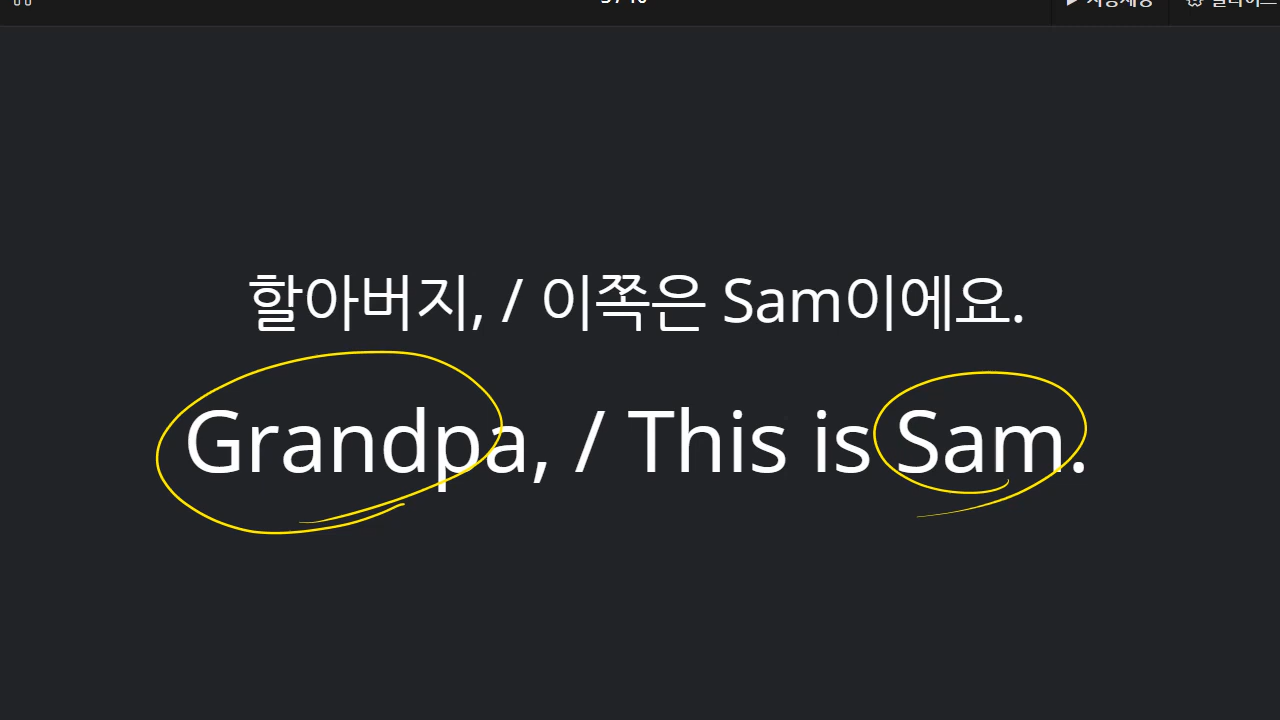 할아버지, / 이쪽은 Sam이에요.
Grandpa, / This is Sam.